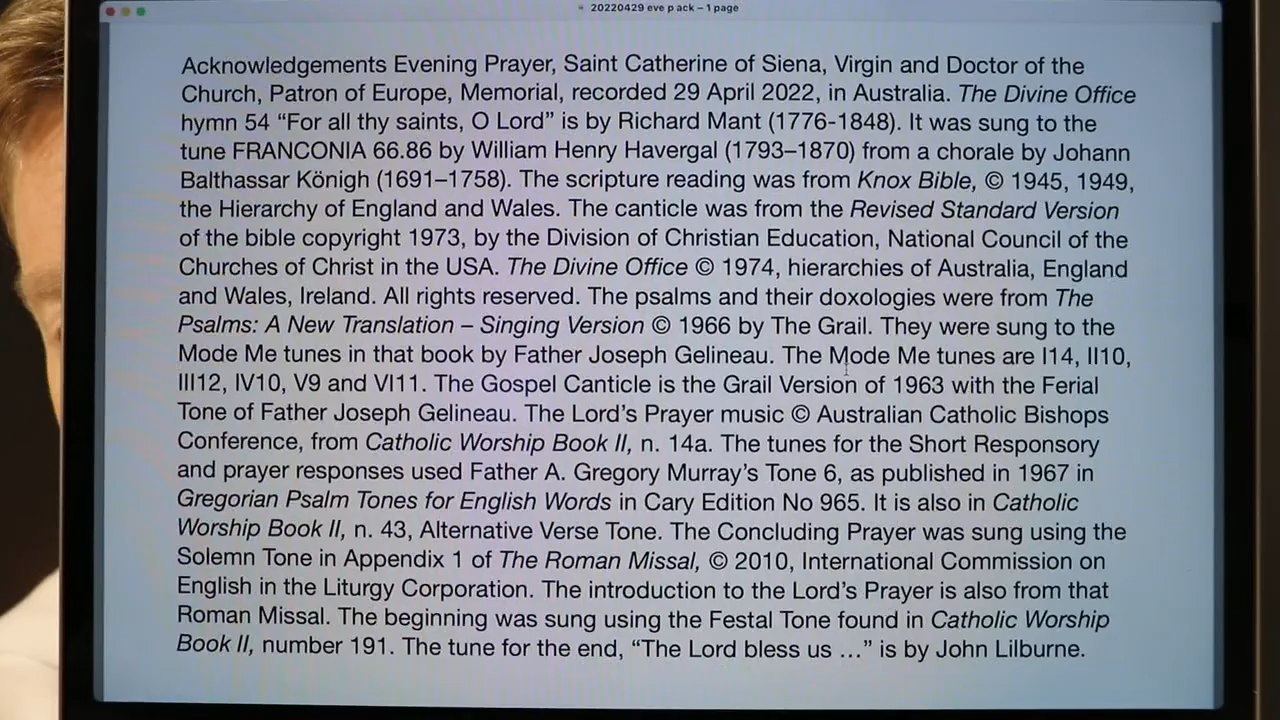 20220429 eve p ack – 1 page
Acknowledgements Evening Prayer, Saint Catherine of Siena, Virgin and Doctor of the
Church, Patron of Europe, Memorial, recorded 29 April 2022, in Australia. The Divine Office
hymn 54 “For all thy saints, O Lord” is by Richard Mant (1776-1848). It was sung to the
tune FRANCONIA 66.86 by William Henry Havergal (1793–1870) from a chorale by Johann
Balthassar Königh (1691–1758). The scripture reading was from Knox Bible, © 1945, 1949,
the Hierarchy of England and Wales. The canticle was from the Revised Standard Version
of the bible copyright 1973, by the Division of Christian Education, National Council of the
Churches of Christ in the USA. The Divine Office © 1974, hierarchies of Australia, England
and Wales, Ireland. All rights reserved. The psalms and their doxologies were from The
Psalms: A New Translation – Singing Version © 1966 by The Grail. They were sung to the
Mode Me tunes in that book by Father Joseph Gelineau. The Mode Me tunes are I14, II10,
III12, IV10, V9 and VI11. The Gospel Canticle is the Grail Version of 1963 with the Ferial
Tone of Father Joseph Gelineau. The Lord’s Prayer music © Australian Catholic Bishops
Conference, from Catholic Worship Book II, n. 14a. The tunes for the Short Responsory
and prayer responses used Father A. Gregory Murray’s Tone 6, as published in 1967 in
Gregorian Psalm Tones for English Words in Cary Edition No 965. It is also in Catholic
Worship Book II, n. 43, Alternative Verse Tone. The Concluding Prayer was sung using the
Solemn Tone in Appendix 1 of The Roman Missal, © 2010, International Commission on
English in the Liturgy Corporation. The introduction to the Lord’s Prayer is also from that
Roman Missal. The beginning was sung using the Festal Tone found in Catholic Worship
Book II, number 191. The tune for the end, “The Lord bless us …” is by John Lilburne.